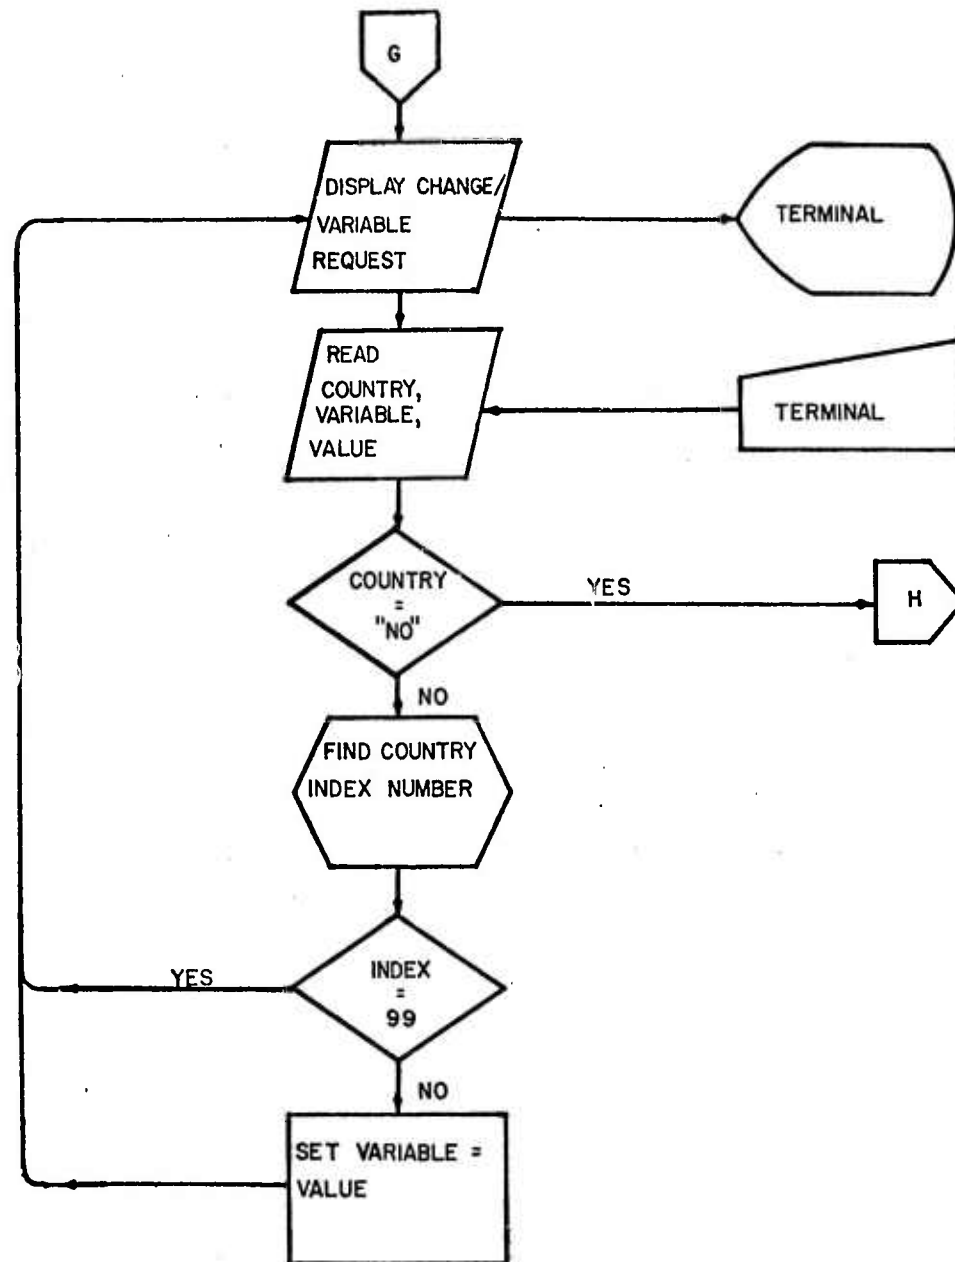 G
DISPLAY CHANGE/
VARIABLE
REQUEST
TERMINAL
READ
COUNTRY,
VARIABLE,
VALUE
TERMINAL
COUNTRY
=
"NO"
YES
H
NO
FIND COUNTRY
INDEX NUMBER
INDEX
=
99
YES
NO
SET VARIABLE =
VALUE